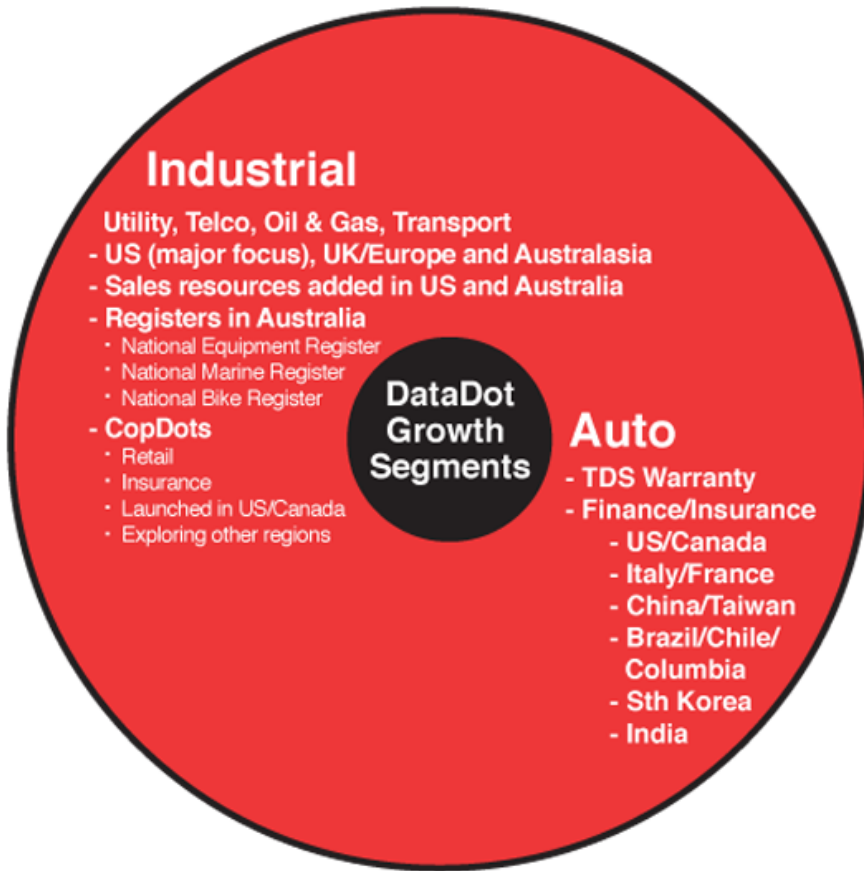 Industrial
Utility, Telco, Oil & Gas, Transport
- US (major focus), UK/Europe and Australasia
- Sales resources added in US and Australia
- Registers in Australia
· National Equipment Register
· National Marine Register
· National Bike Register
- CopDots
· Retail
· Insurance
· Launched in US/Canada
· Exploring other regions
DataDot
Growth
Segments
Auto
- TDS Warranty
- Finance/Insurance
- US/Canada
- Italy/France
- China/Taiwan
- Brazil/Chile/
Columbia
- Sth Korea
- India